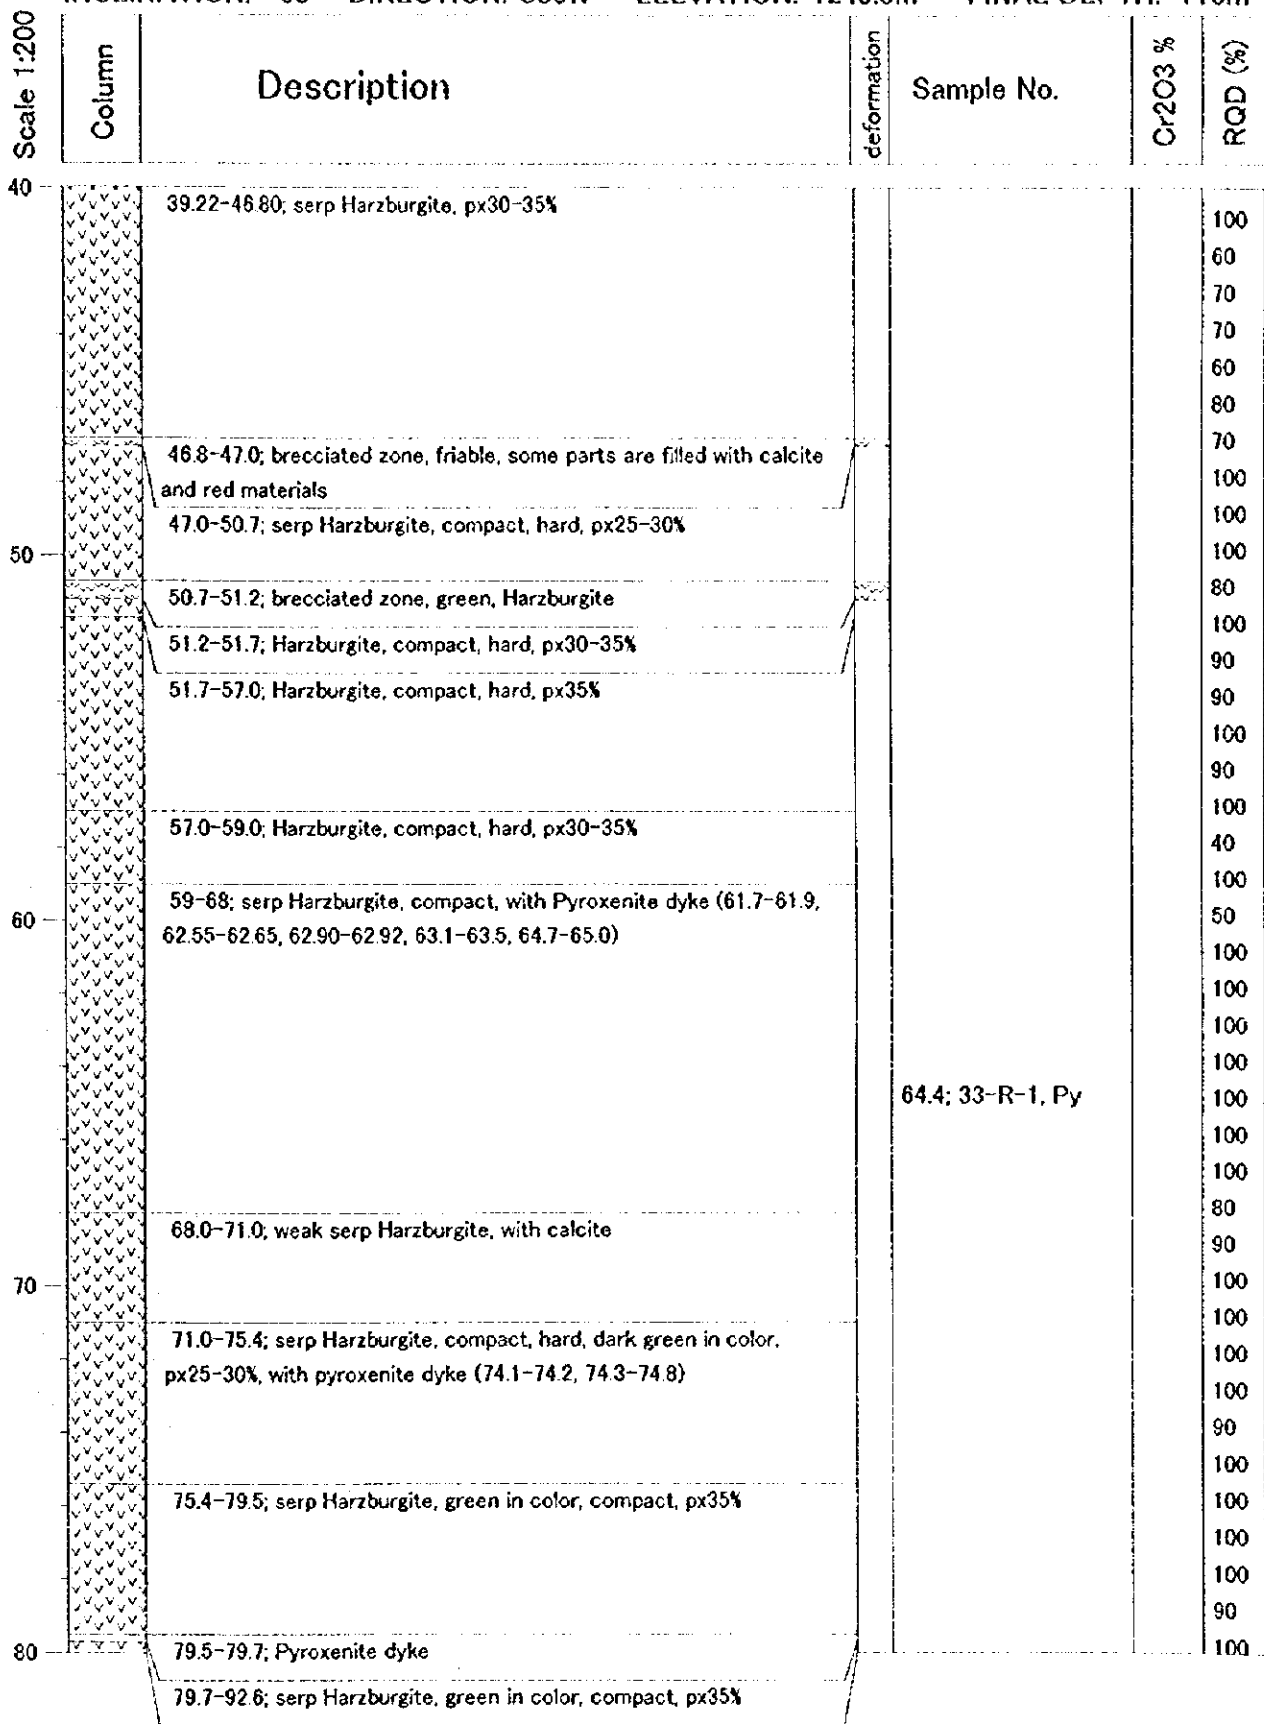 Scale 1:200
Column
Description
deformation
Sample No.
Cr2O3 %
RQD (%)
40
39.22-46.80; serp Harzburgite, px30-35%
100
60
70
70
60
80
46.8-47.0; brecciated zone, friable, some parts are filled with calcite
70
and red materials
100
47.0-50.7; serp Harzburgite, compact, hard, px25-30%
100
50
100
50.7-51.2; brecciated zone, green, Harzburgite
80
51.2-51.7; Harzburgite, compact, hard, px30-35%
100
90
51.7-57.0; Harzburgite, compact, hard, px35%
90
100
90
100
57.0-59.0; Harzburgite, compact, hard, px30-35%
40
100
59-68; serp Harzburgite, compact, with Pyroxenite dyke (61.7-61.9,
60
50
62.55-62.65, 62.90-62.92, 63.1-63.5, 64.7-65.0)
100
100
100
100
64.4; 33-R-1, Py
100
100
100
80
68.0-71.0; weak serp Harzburgite, with calcite
90
70
100
100
71.0-75.4; serp Harzburgite, compact, hard, dark green in color,
100
px25-30%, with pyroxenite dyke (74.1-74.2, 74.3-74.8)
100
90
100
75.4-79.5; serp Harzburgite, green in color, compact, px35%
100
100
100
90
80
79.5-79.7; Pyroxenite dyke
100
79.7-92.6; serp Harzburgite, green in color, compact, px35%